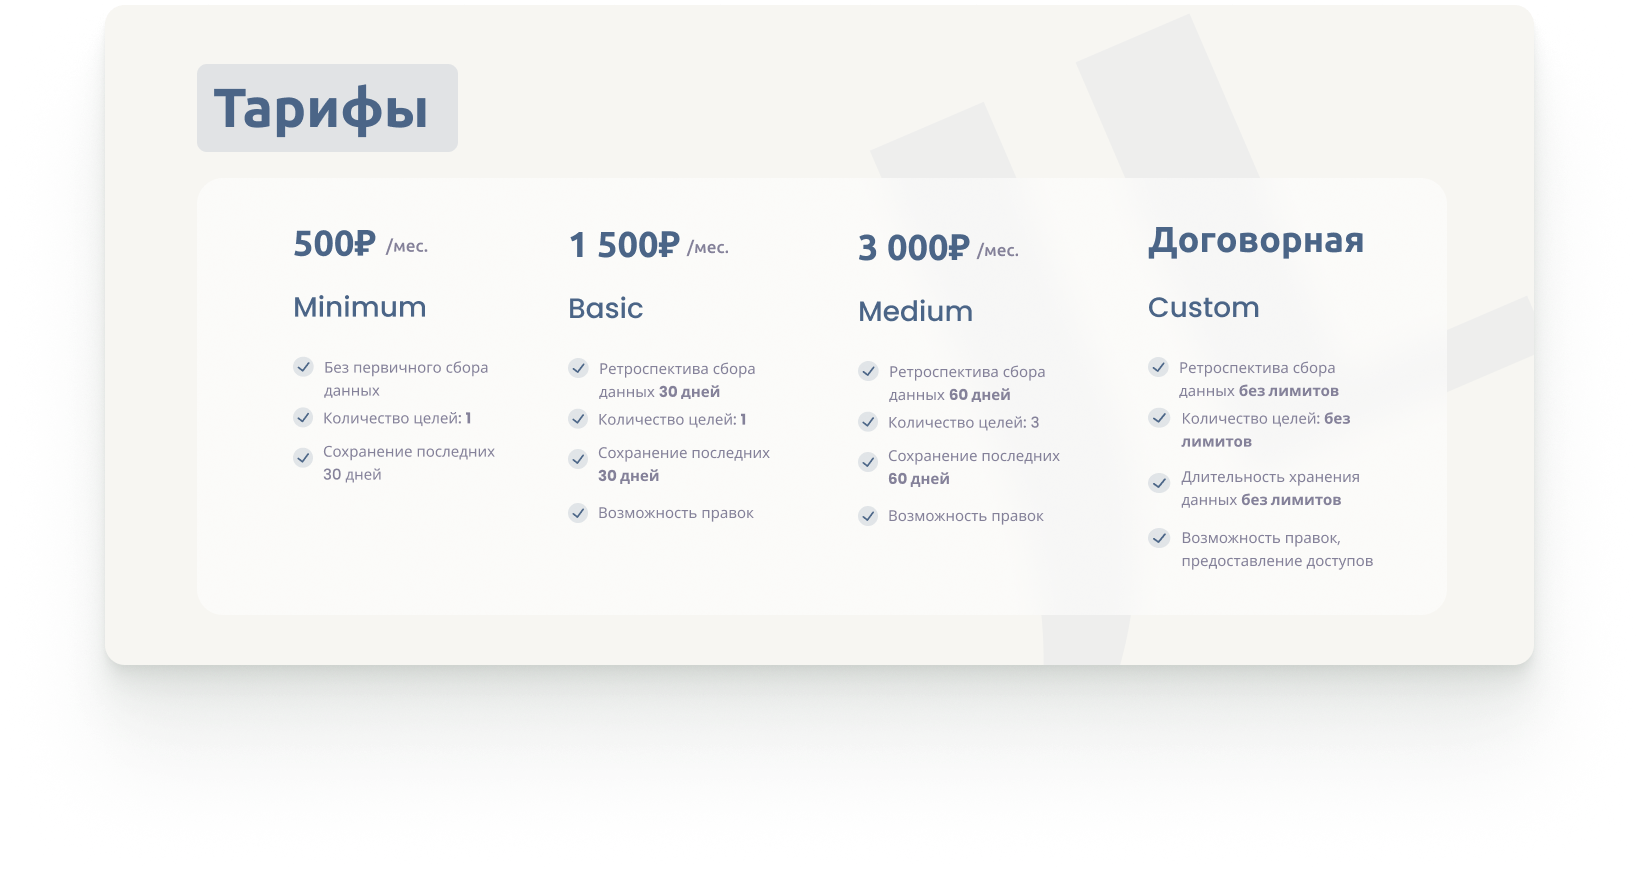 Тарифы
500₽ /мес.
Minimum
Без первичного сбора
данных
Количество целей: 1
Сохранение последних
30 дней
1 500₽ /мес.
Basic
Ретроспектива сбора
данных 30 дней
Количество целей: 1
Сохранение последних
30 дней
Возможность правок
3 000₽ /мес.
Medium
Ретроспектива сбора
данных 60 дней
Количество целей: 3
Сохранение последних
60 дней
Возможность правок
Договорная
Custom
Ретроспектива сбора
данных без лимитов
Количество целей: без
лимитов
Длительность хранения
данных без лимитов
Возможность правок,
предоставление доступов